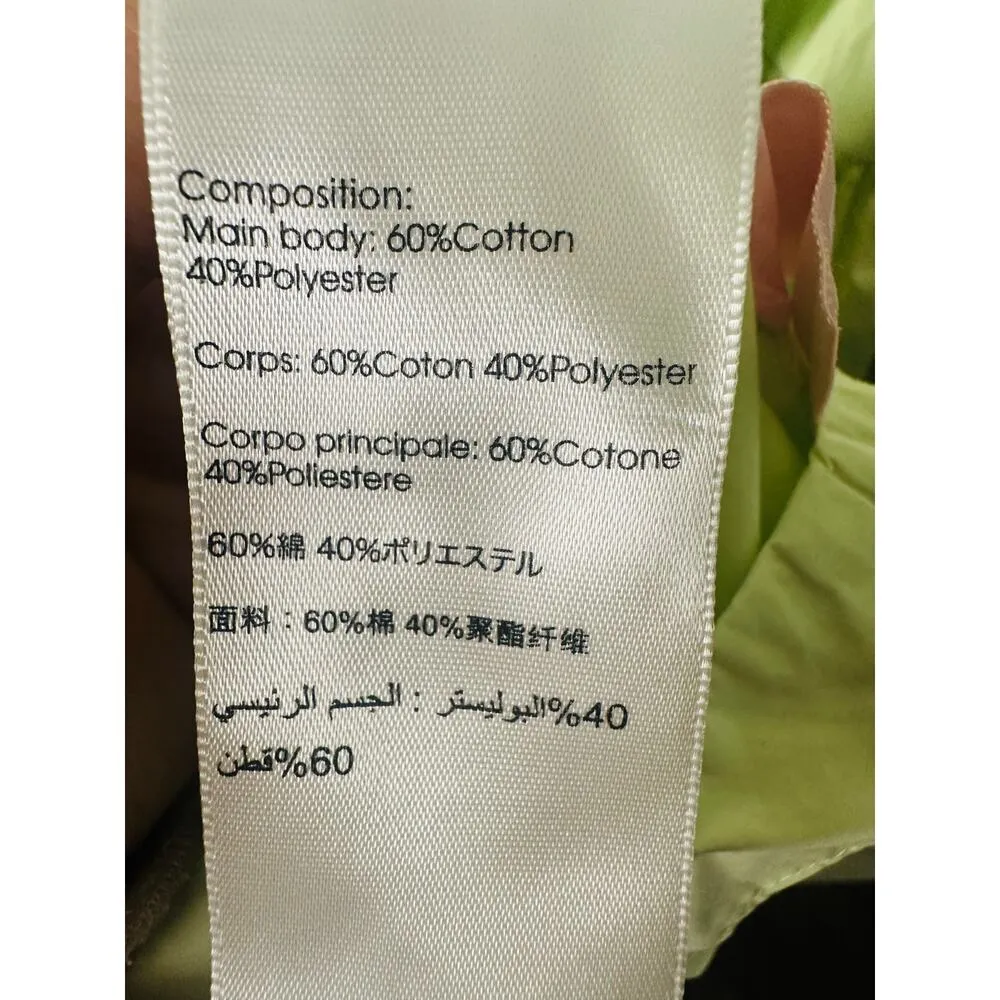 Composition:
Main body: 60%Cotton
40%Polyester
Corps: 60%Coton 40%Polyester
Corpo principale: 60%Cotone
40%Poliestere
60%綿 40%ポリエステル
面料：60%棉 40%聚酯纤维
الجسم الرئيسي : البوليستر%40
قطن%60